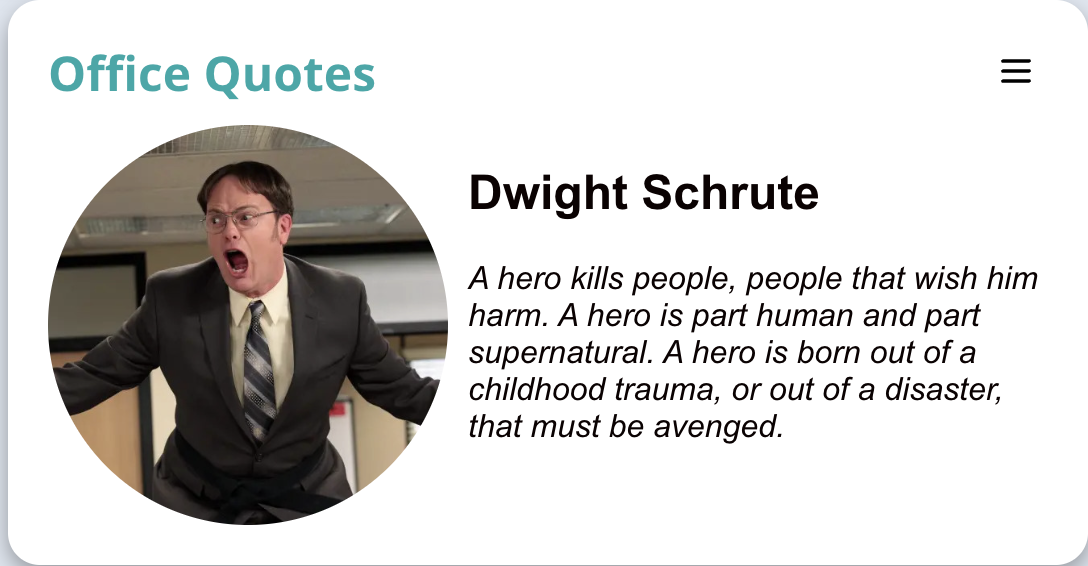 Office Quotes
Dwight Schrute
A hero kills people, people that wish him
harm. A hero is part human and part
supernatural. A hero is born out of a
childhood trauma, or out of a disaster,
that must be avenged.